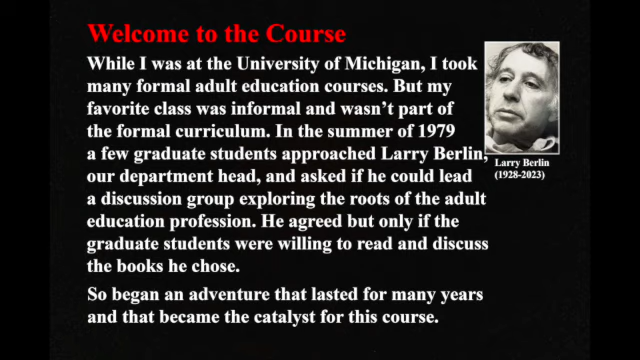 Welcome to the Course
While I was at the University of Michigan, I took
many formal adult education courses. But my
favorite class was informal and wasn’t part of
the formal curriculum. In the summer of 1979
a few graduate students approached Larry Berlin,
our department head, and asked if he could lead
a discussion group exploring the roots of the adult
education profession. He agreed but only if the
graduate students were willing to read and discuss
the books he chose.
So began an adventure that lasted for many years
and that became the catalyst for this course.
Larry Berlin
(1928-2023)